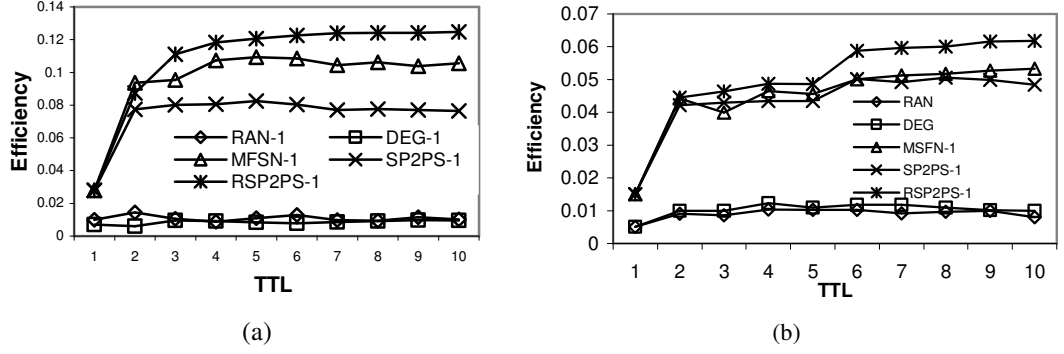 0.14
0.12
0.1
0.08
0.06
0.04
0.02
0
Efficiency
RAN-1
DEG-1
MFSN-1
SP2PS-1
RSP2PS-1
1 2 3 4 5 6 7 8 9 10
TTL
(a)
0.07
0.06
0.05
0.04
0.03
0.02
0.01
0
Efficiency
RAN
DEG
MSFN-1
SP2PS-1
RSP2PS-1
1 2 3 4 5 6 7 8 9 10
TTL
(b)